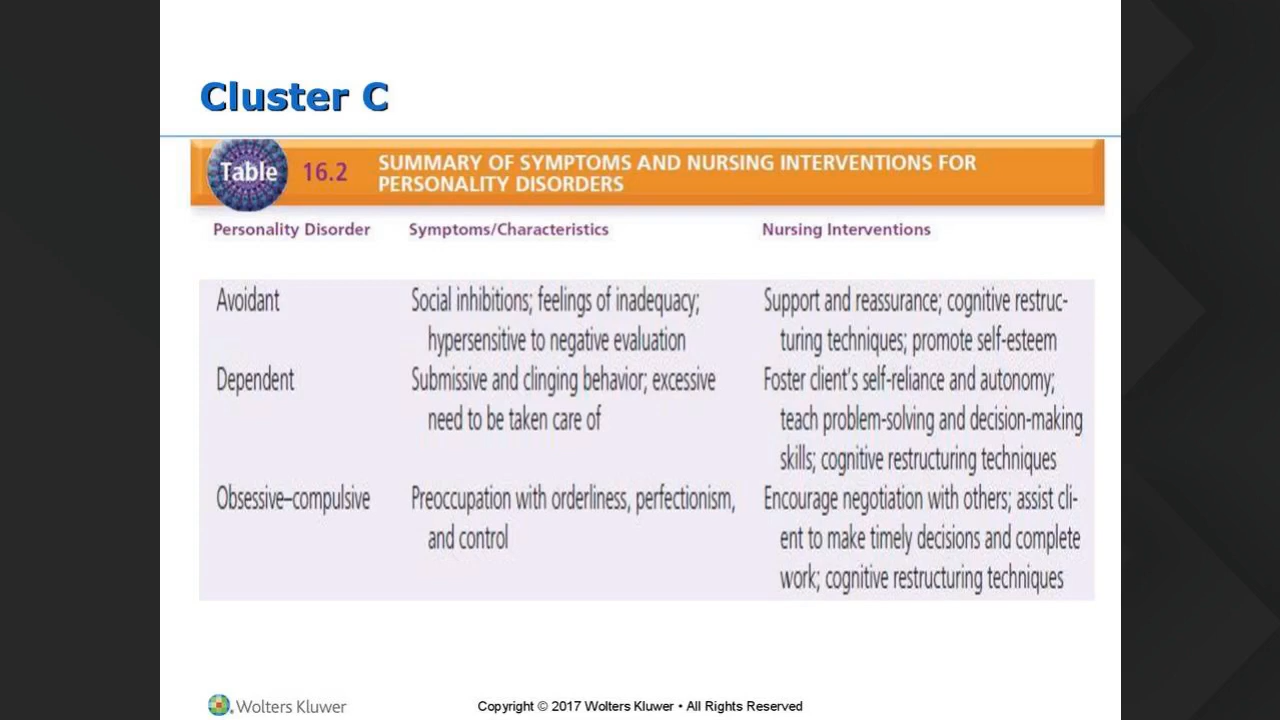 Cluster C
Table 16.2 SUMMARY OF SYMPTOMS AND NURSING INTERVENTIONS FOR
PERSONALITY DISORDERS
Personality Disorder Symptoms/Characteristics Nursing Interventions
Avoidant Social inhibitions; feelings of inadequacy; Support and reassurance; cognitive restruc-
hypersensitive to negative evaluation turing techniques; promote self-esteem
Dependent Submissive and clinging behavior; excessive Foster client's self-reliance and autonomy;
need to be taken care of teach problem-solving and decision-making
skills; cognitive restructuring techniques
Obsessive–compulsive Preoccupation with orderliness, perfectionism, Encourage negotiation with others; assist cli-
and control ent to make timely decisions and complete
work; cognitive restructuring techniques
Wolters Kluwer Copyright © 2017 Wolters Kluwer • All Rights Reserved